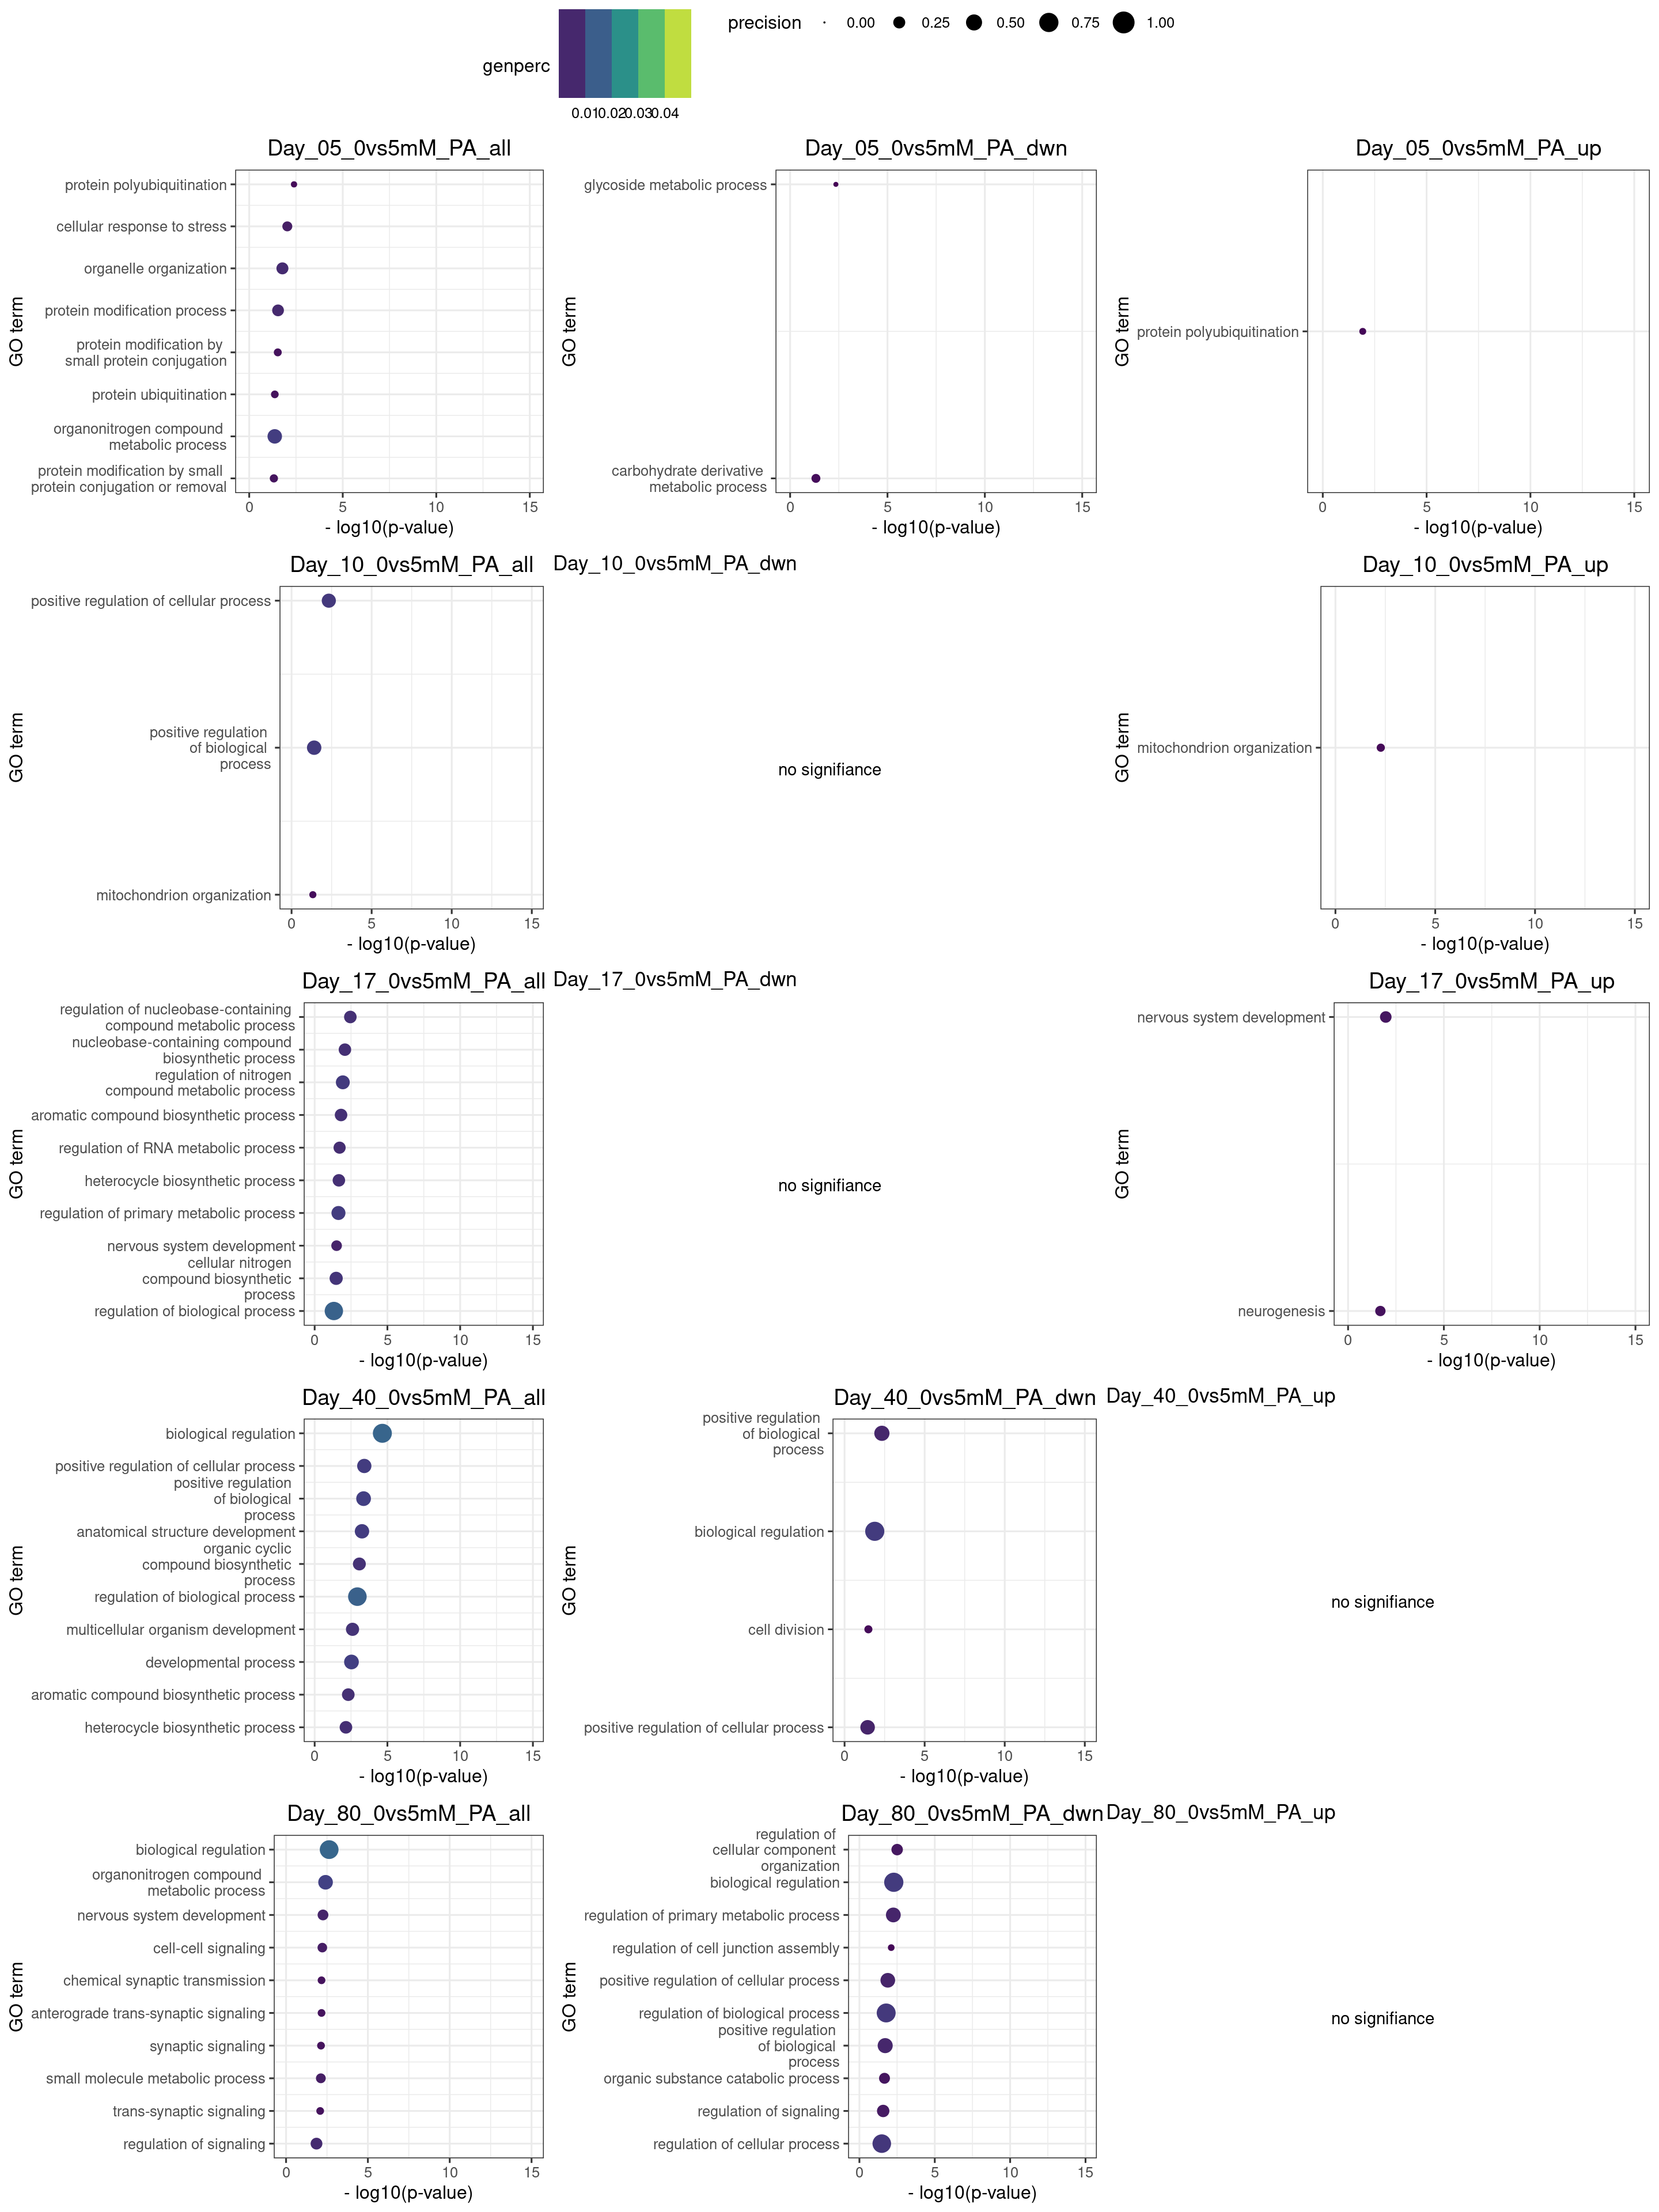 genperc
0.01 0.02 0.03 0.04
precision 0.00 0.25 0.50 0.75 1.00
Day_05_0vs5mM_PA_all
GO term
protein polyubiquitination
cellular response to stress
organelle organization
protein modification process
protein modification by
small protein conjugation
protein ubiquitination
organonitrogen compound
metabolic process
protein modification by small
protein conjugation or removal
0 5 10 15
- log10(p-value)
Day_05_0vs5mM_PA_dwn
GO term
glycoside metabolic process
carbohydrate derivative
metabolic process
0 5 10 15
- log10(p-value)
Day_05_0vs5mM_PA_up
GO term
protein polyubiquitination
0 5 10 15
- log10(p-value)
Day_10_0vs5mM_PA_all
GO term
positive regulation of cellular process
positive regulation
of biological
process
mitochondrion organization
0 5 10 15
- log10(p-value)
Day_10_0vs5mM_PA_dwn
no signifiance
Day_10_0vs5mM_PA_up
GO term
mitochondrion organization
0 5 10 15
- log10(p-value)
Day_17_0vs5mM_PA_all
GO term
regulation of nucleobase-containing
compound metabolic process
nucleobase-containing compound
biosynthetic process
regulation of nitrogen
compound metabolic process
aromatic compound biosynthetic process
regulation of RNA metabolic process
heterocycle biosynthetic process
regulation of primary metabolic process
nervous system development
cellular nitrogen
compound biosynthetic
process
regulation of biological process
0 5 10 15
- log10(p-value)
Day_17_0vs5mM_PA_dwn
no signifiance
Day_17_0vs5mM_PA_up
GO term
nervous system development
neurogenesis
0 5 10 15
- log10(p-value)
Day_40_0vs5mM_PA_all
GO term
biological regulation
positive regulation of cellular process
positive regulation
of biological
process
anatomical structure development
organic cyclic
compound biosynthetic
process
regulation of biological process
multicellular organism development
developmental process
aromatic compound biosynthetic process
heterocycle biosynthetic process
0 5 10 15
- log10(p-value)
Day_40_0vs5mM_PA_dwn
GO term
positive regulation
of biological
process
biological regulation
cell division
positive regulation of cellular process
0 5 10 15
- log10(p-value)
Day_40_0vs5mM_PA_up
no signifiance
Day_80_0vs5mM_PA_all
GO term
biological regulation
organonitrogen compound
metabolic process
nervous system development
cell-cell signaling
chemical synaptic transmission
anterograde trans-synaptic signaling
synaptic signaling
small molecule metabolic process
trans-synaptic signaling
regulation of signaling
0 5 10 15
- log10(p-value)
Day_80_0vs5mM_PA_dwn
GO term
regulation of
cellular component
organization
biological regulation
regulation of primary metabolic process
regulation of cell junction assembly
positive regulation of cellular process
regulation of biological process
positive regulation
of biological
process
organic substance catabolic process
regulation of signaling
regulation of cellular process
0 5 10 15
- log10(p-value)
Day_80_0vs5mM_PA_up
no signifiance